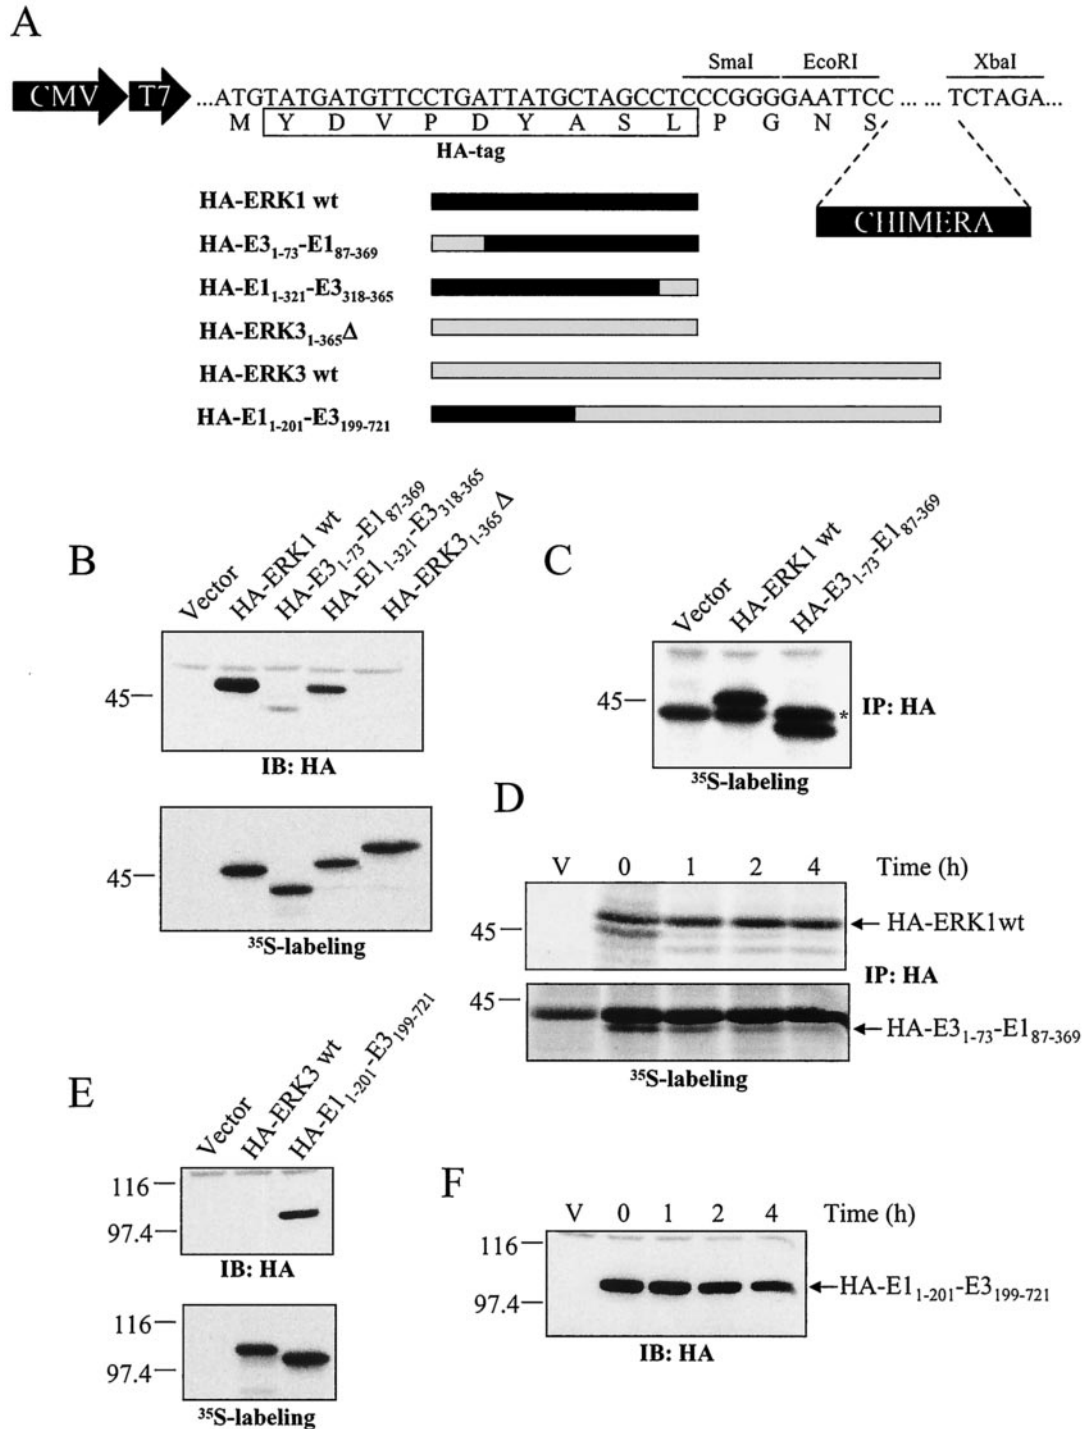 A
SmaI EcoRI XbaI
CMV T7 ...ATGTATGATGTTCCTGATTATGCTAGCCTCCCCGGGGAATTCC ... ... TCTAGA...
M Y D V P D Y A S L P G N S
HA-tag
CHIMERA
HA-ERK1 wt
HA-E3₁₋₇₃-E1₈₇₋₃₆₉
HA-E1₁₋₃₂₁-E3₃₁₈₋₃₆₅
HA-ERK3₁₋₃₆₅Δ
HA-ERK3 wt
HA-E1₁₋₂₀₁-E3₁₉₉₋₇₂₁
B
Vector
HA-ERK1 wt
HA-E3₁₋₇₃-E1₈₇₋₃₆₉
HA-E1₁₋₃₂₁-E3₃₁₈₋₃₆₅
HA-ERK3₁₋₃₆₅Δ
45
IB: HA
45
³⁵S-labeling
C
Vector
HA-ERK1 wt
HA-E3₁₋₇₃-E1₈₇₋₃₆₉
45
*
IP: HA
³⁵S-labeling
D
V 0 1 2 4 Time (h)
45
HA-ERK1wt
IP: HA
45
HA-E3₁₋₇₃-E1₈₇₋₃₆₉
³⁵S-labeling
E
Vector
HA-ERK3 wt
HA-E1₁₋₂₀₁-E3₁₉₉₋₇₂₁
116
97.4
IB: HA
116
97.4
³⁵S-labeling
F
V 0 1 2 4 Time (h)
116
97.4
HA-E1₁₋₂₀₁-E3₁₉₉₋₇₂₁
IB: HA